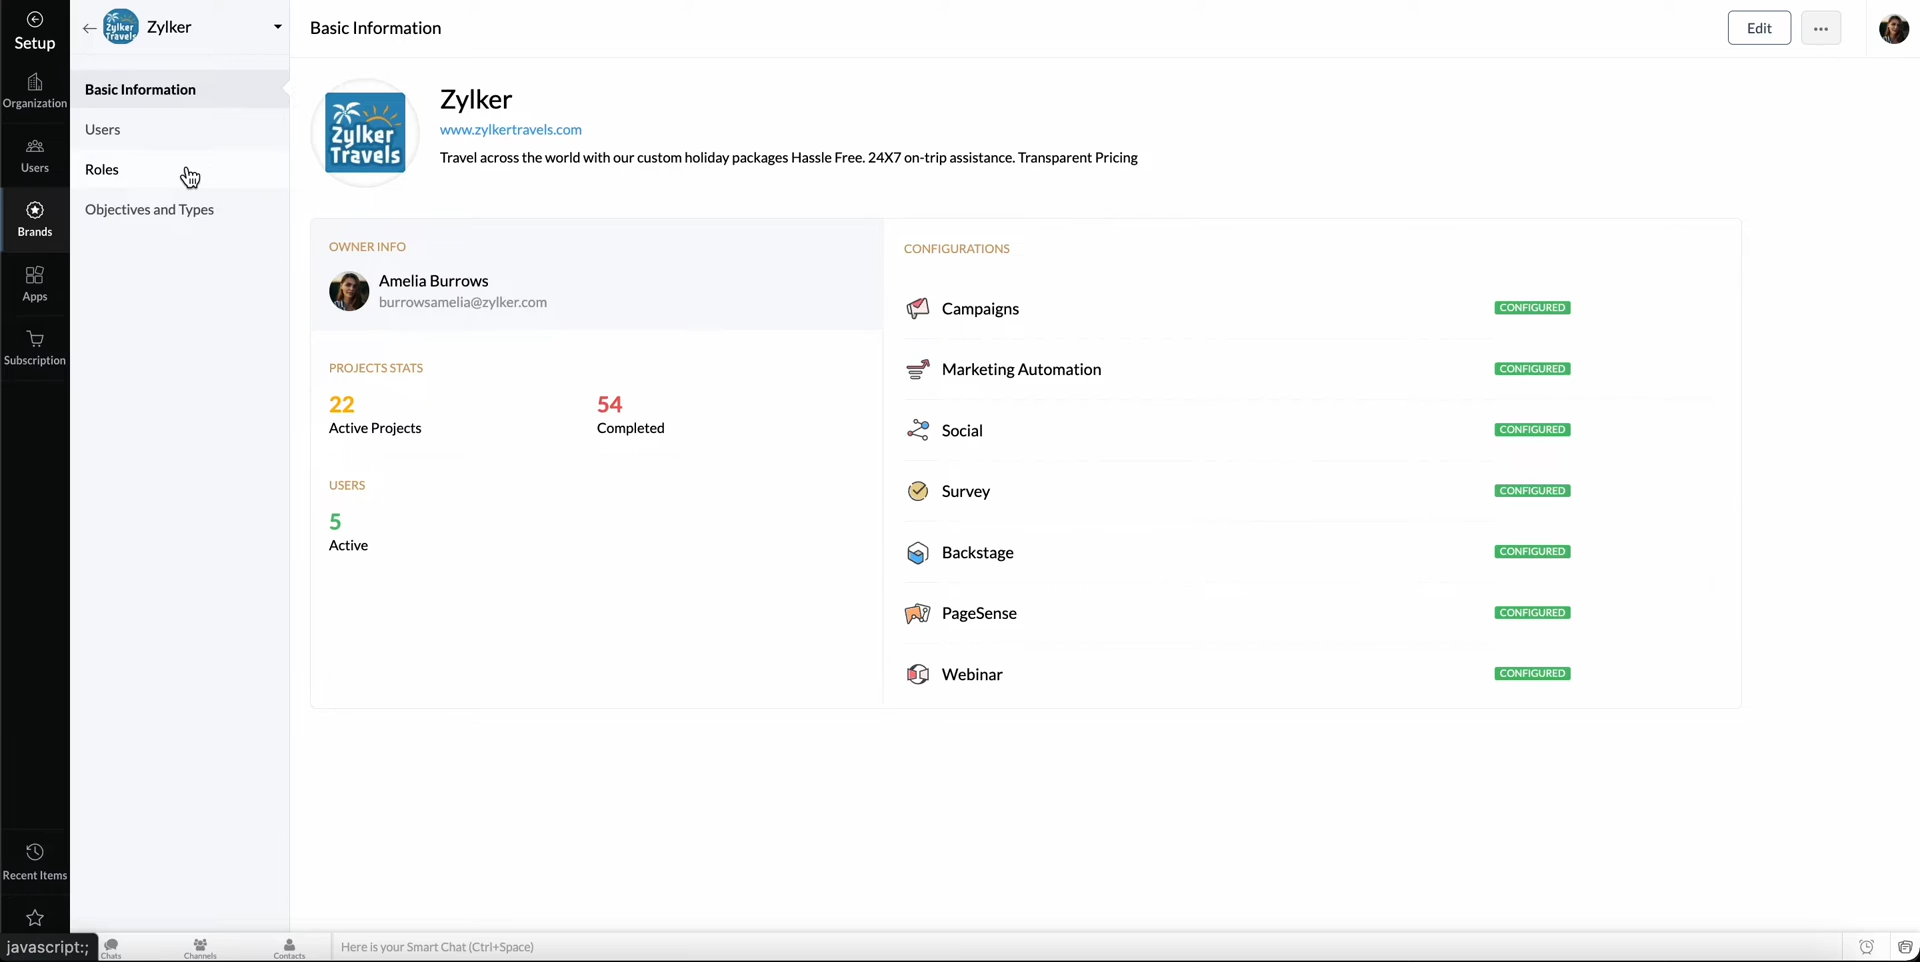 Setup
Organization
Users
Brands
Apps
Subscription
Recent Items
javascript:;
Zylker Travels
Zylker
Basic Information
Users
Roles
Objectives and Types
Basic Information
Edit
Zylker
Travels
Zylker
www.zylkertravels.com
Travel across the world with our custom holiday packages Hassle Free. 24X7 on-trip assistance. Transparent Pricing
OWNER INFO
Amelia Burrows
burrowsamelia@zylker.com
PROJECTS STATS
22
Active Projects
54
Completed
USERS
5
Active
CONFIGURATIONS
Campaigns CONFIGURED
Marketing Automation CONFIGURED
Social CONFIGURED
Survey CONFIGURED
Backstage CONFIGURED
PageSense CONFIGURED
Webinar CONFIGURED
Chats
Channels
Contacts
Here is your Smart Chat (Ctrl+Space)